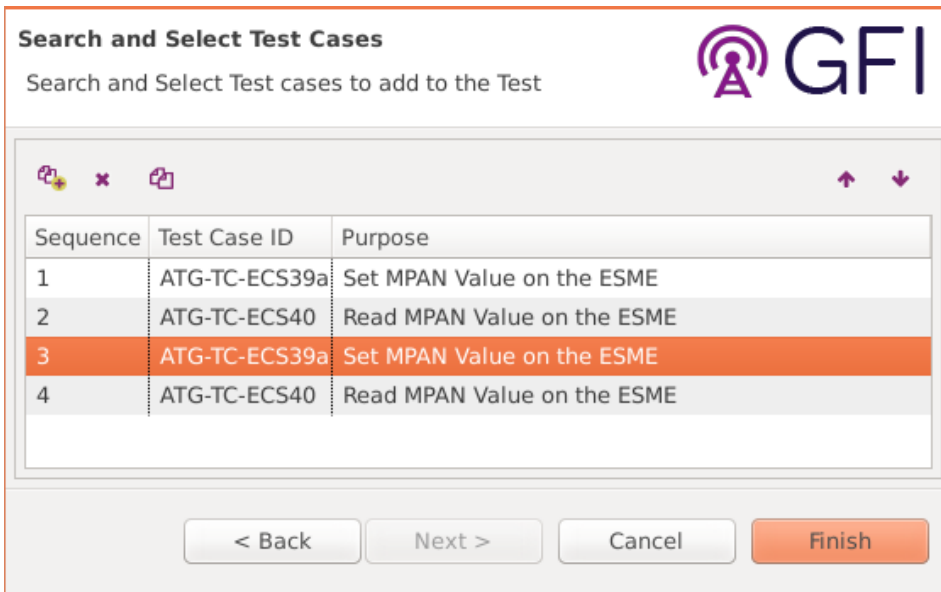 Search and Select Test Cases
GFI
Search and Select Test cases to add to the Test
Sequence Test Case ID Purpose
1 ATG-TC-ECS39a Set MPAN Value on the ESME
2 ATG-TC-ECS40 Read MPAN Value on the ESME
3 ATG-TC-ECS39a Set MPAN Value on the ESME
4 ATG-TC-ECS40 Read MPAN Value on the ESME
< Back Next > Cancel Finish